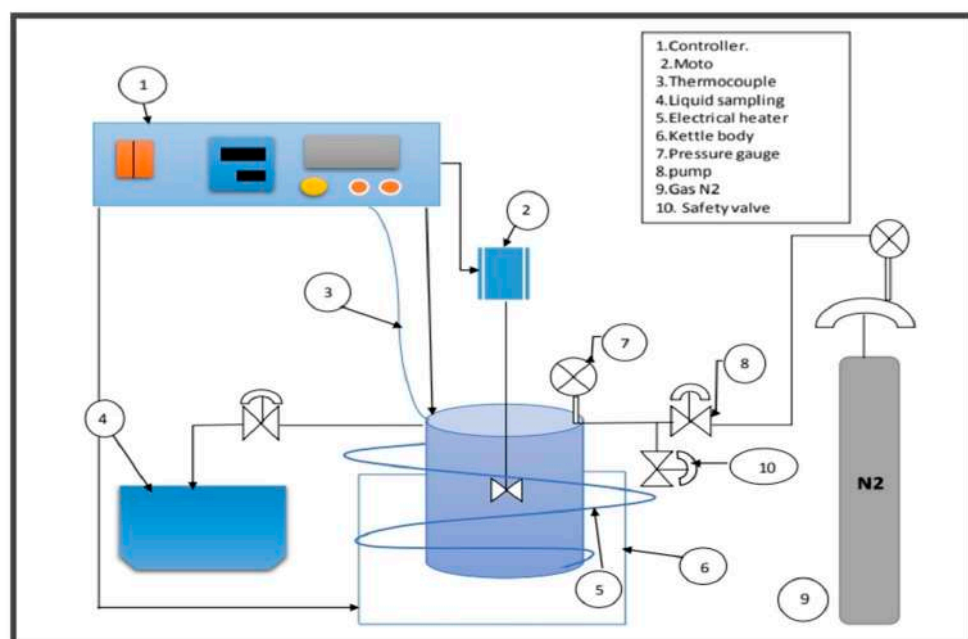 1.Controller.
2.Moto
3.Thermocouple
4.Liquid sampling
5.Electrical heater
6.Kettle body
7.Pressure gauge
8.pump
9.Gas N2
10. Safety valve
1
2
3
7
8
4
10
N2
6
5
9